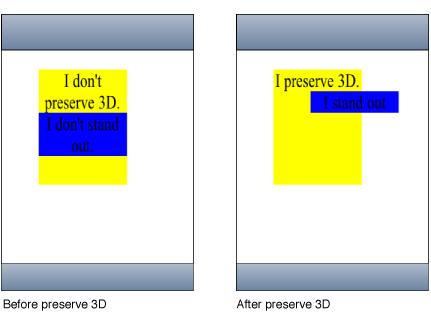 I don't
preserve 3D.
I don't stand
out.
Before preserve 3D
I preserve 3D.
I stand out
After preserve 3D